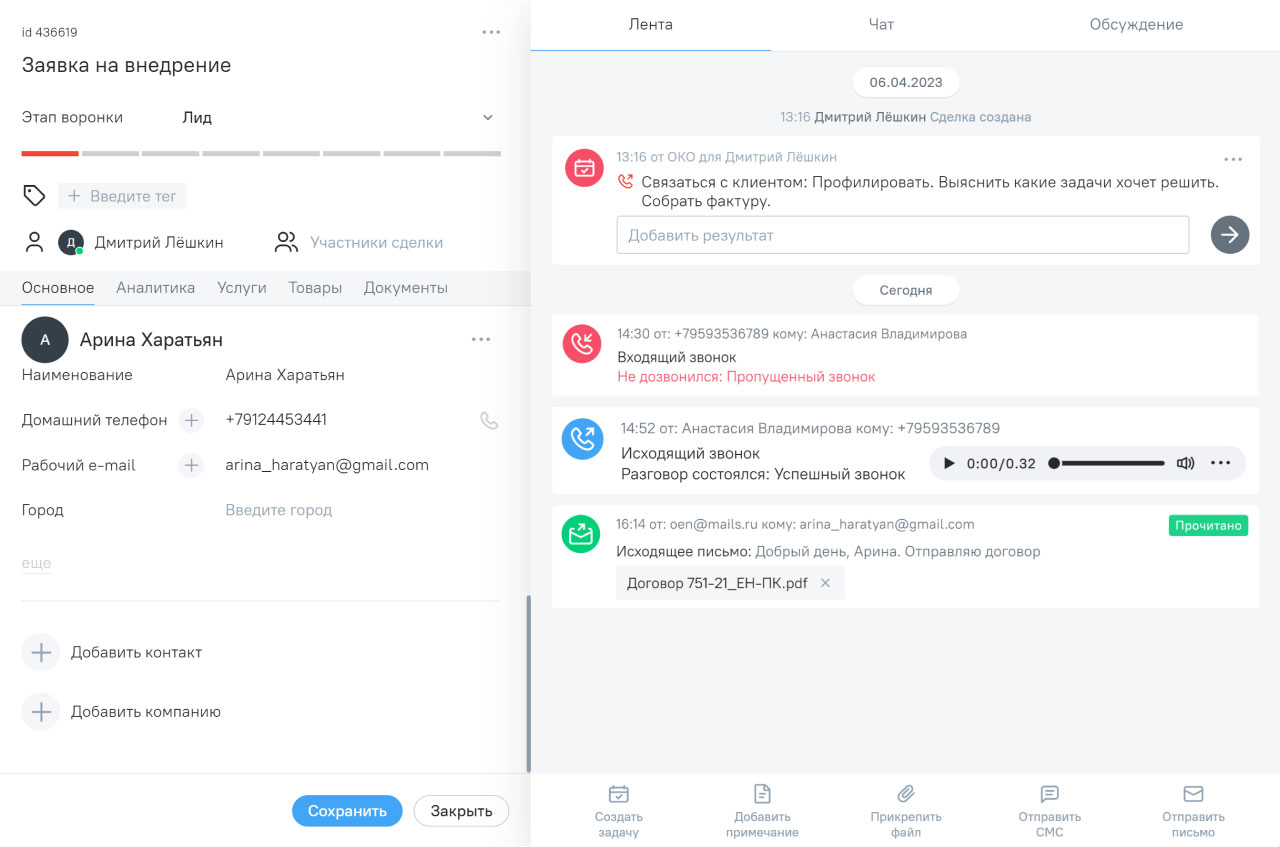 id 436619
Заявка на внедрение
Этап воронки Лид
Введите тег
Д Дмитрий Лёшкин Участники сделки
Основное Аналитика Услуги Товары Документы
А Арина Харатьян
Наименование Арина Харатьян
Домашний телефон +79124453441
Рабочий e-mail arina_haratyan@gmail.com
Город Введите город
еще
Добавить контакт
Добавить компанию
Сохранить Закрыть
Лента Чат Обсуждение
06.04.2023
13:16 Дмитрий Лёшкин Сделка создана
13:16 от ОКО для Дмитрий Лёшкин
Связаться с клиентом: Профилировать. Выяснить какие задачи хочет решить.
Собрать фактуру.
Добавить результат
Сегодня
14:30 от: +79593536789 кому: Анастасия Владимирова
Входящий звонок
Не дозвонился: Пропущенный звонок
14:52 от: Анастасия Владимирова кому: +79593536789
Исходящий звонок
Разговор состоялся: Успешный звонок
0:00/0.32
16:14 от: oen@mails.ru кому: arina_haratyan@gmail.com
Прочитано
Исходящее письмо: Добрый день, Арина. Отправляю договор
Договор 751-21_ЕН-ПК.pdf
Создать
задачу
Добавить
примечание
Прикрепить
файл
Отправить
СМС
Отправить
письмо